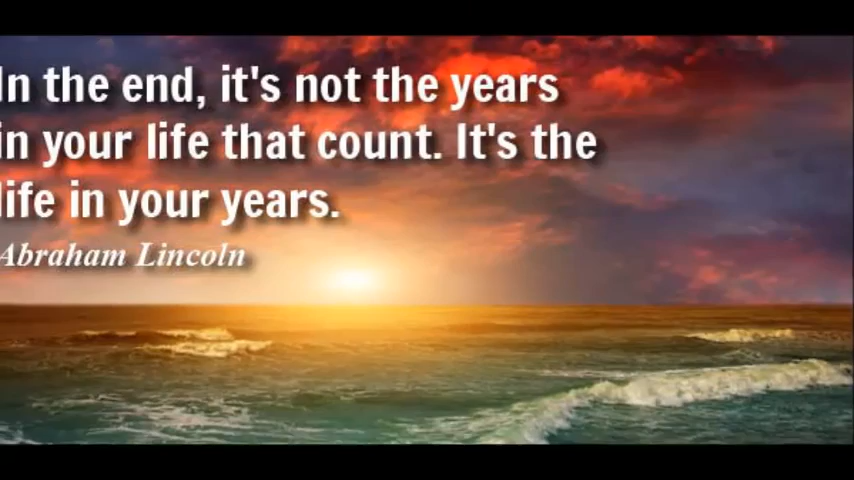 In the end, it's not the years
in your life that count. It's the
life in your years.
Abraham Lincoln